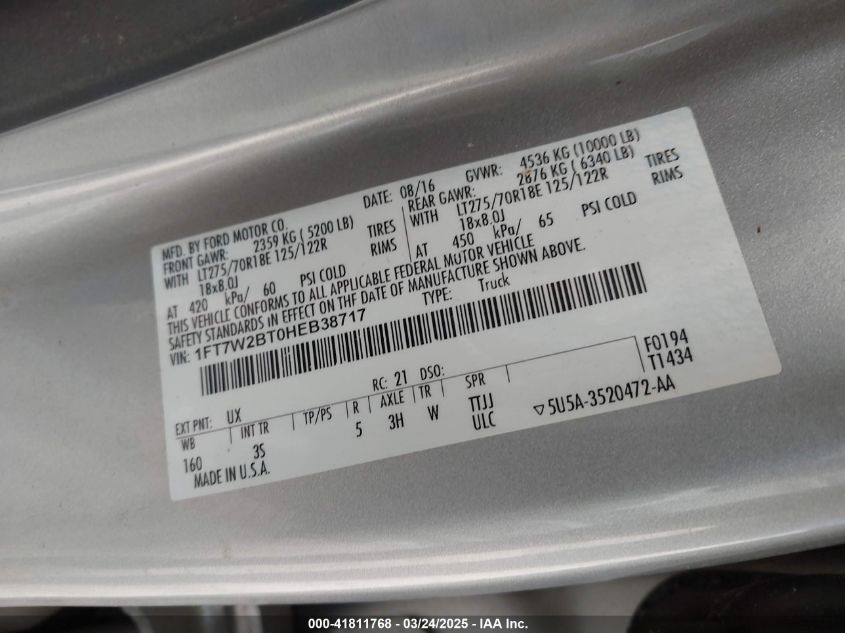 MFD. BY FORD MOTOR CO. DATE: 08/16 GVWR: 4536 KG (10000 LB)
FRONT GAWR: 2359 KG ( 5200 LB) REAR GAWR: 2876 KG ( 6340 LB)
WITH LT275/70R18E 125/122R TIRES WITH LT275/70R18E 125/122R TIRES
18x8.0J RIMS 18x8.0J RIMS
AT 420 kPa/ 60 PSI COLD AT 450 kPa/ 65 PSI COLD
THIS VEHICLE CONFORMS TO ALL APPLICABLE FEDERAL MOTOR VEHICLE
SAFETY STANDARDS IN EFFECT ON THE DATE OF MANUFACTURE SHOWN ABOVE.
VIN: 1FT7W2BT0HEB38717 TYPE: Truck
F0194
T1434
EXT PNT: UX RC: 21 DSO:
WB INT TR TP/PS R AXLE TR SPR
160 3S 5 3H W TTJJ
ULC ▽5U5A-3520472-AA
MADE IN U.S.A.
000-41811768 - 03/24/2025 - IAA Inc.